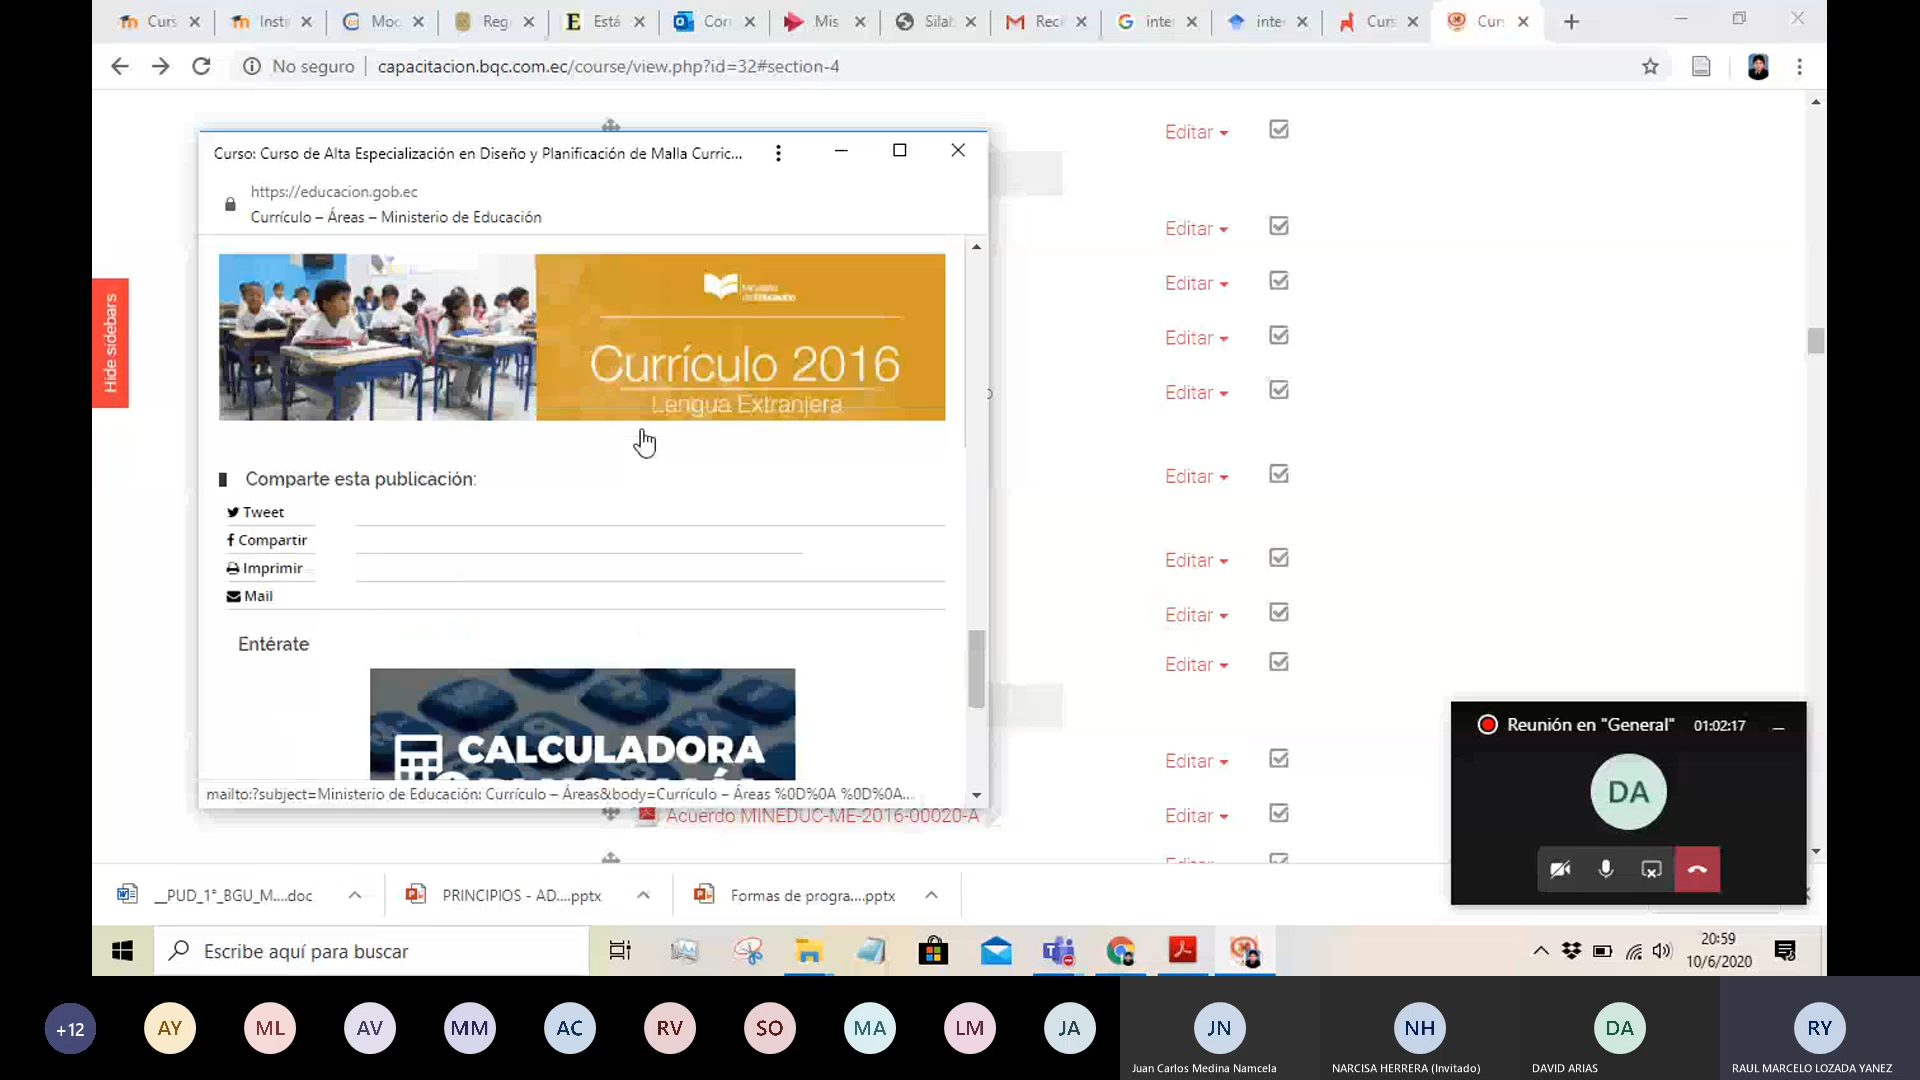 Curs
Insti
Moc
Reg
Está
Cor
Mis
Sila
Reci
inte
inte
Curs
Curs
No seguro
capacitacion.bqc.com.ec/course/view.php?id=32#section-4
Hide sidebars
Curso: Curso de Alta Especialización en Diseño y Planificación de Malla Curric...
https://educacion.gob.ec
Currículo – Áreas – Ministerio de Educación
Ministerio
de Educación
Currículo 2016
Lengua Extranjera
Comparte esta publicación:
Tweet
Compartir
Imprimir
Mail
Entérate
CALCULADORA
mailto:?subject=Ministerio de Educación: Currículo – Áreas&body=Currículo – Áreas %0D%0A %0D%0A....
Acuerdo MINEDUC-ME-2016-00020-A
Editar
Editar
Editar
Editar
Editar
Editar
Editar
Editar
Editar
Editar
Editar
Reunión en "General"
01:02:17
DA
__PUD_1°_BGU_M....doc
PRINCIPIOS - AD....pptx
Formas de progra....pptx
Escribe aquí para buscar
20:59
10/6/2020
+12
AY
ML
AV
MM
AC
RV
SO
MA
LM
JA
JN
Juan Carlos Medina Namcela
NH
NARCISA HERRERA (Invitado)
DA
DAVID ARIAS
RY
RAUL MARCELO LOZADA YANEZ